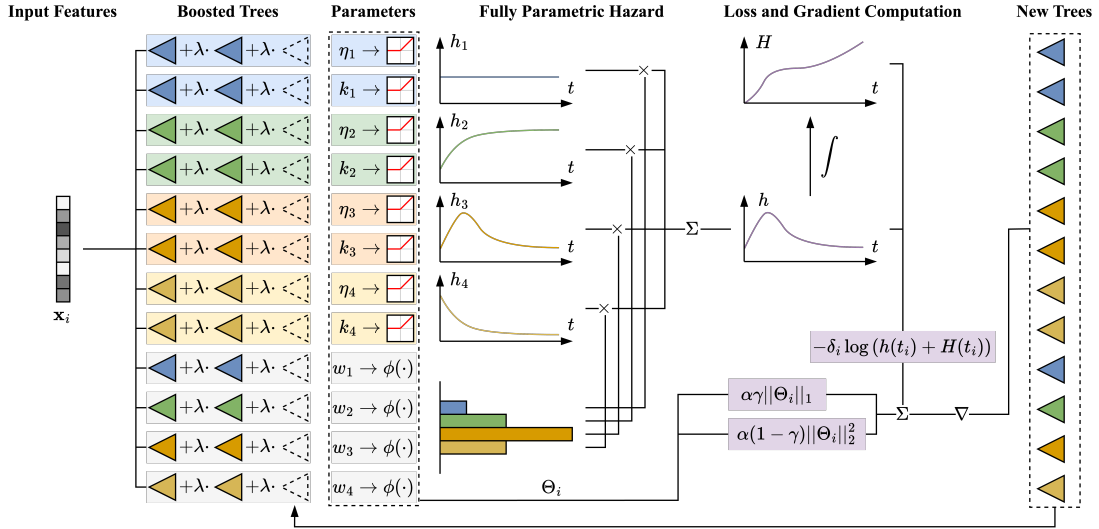 Input Features Boosted Trees Parameters Fully Parametric Hazard Loss and Gradient Computation New Trees
+λ· +λ· η₁ → h₁ t × H t
+λ· +λ· k₁ →
+λ· +λ· η₂ → h₂ t ×
+λ· +λ· k₂ → ∫
+λ· +λ· η₃ → h₃ t × Σ h t
+λ· +λ· k₃ →
+λ· +λ· η₄ → h₄ t ×
𝐱ᵢ
+λ· +λ· k₄ →
−δᵢ log (h(tᵢ) + H(tᵢ))
+λ· +λ· w₁ → ϕ(·)
αγ||Θᵢ||₁
+λ· +λ· w₂ → ϕ(·) Σ ∇
α(1 − γ)||Θᵢ||₂²
+λ· +λ· w₃ → ϕ(·)
+λ· +λ· w₄ → ϕ(·) Θᵢ